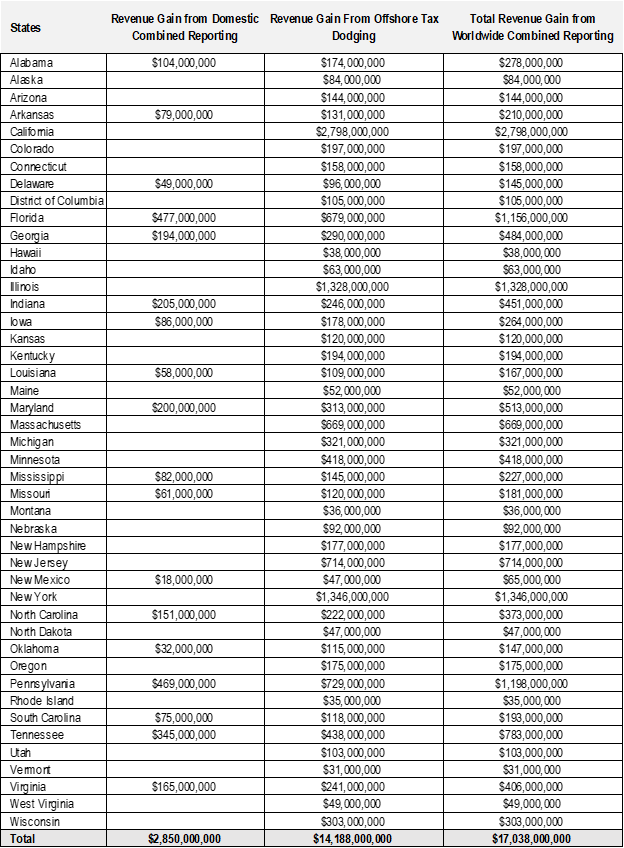 States Revenue Gain from Domestic Combined Reporting Revenue Gain From Offshore Tax Dodging Total Revenue Gain from Worldwide Combined Reporting
Alabama $104,000,000 $174,000,000 $278,000,000
Alaska $84,000,000 $84,000,000
Arizona $144,000,000 $144,000,000
Arkansas $79,000,000 $131,000,000 $210,000,000
California $2,798,000,000 $2,798,000,000
Colorado $197,000,000 $197,000,000
Connecticut $158,000,000 $158,000,000
Delaware $49,000,000 $96,000,000 $145,000,000
District of Columbia $105,000,000 $105,000,000
Florida $477,000,000 $679,000,000 $1,156,000,000
Georgia $194,000,000 $290,000,000 $484,000,000
Hawaii $38,000,000 $38,000,000
Idaho $63,000,000 $63,000,000
Illinois $1,328,000,000 $1,328,000,000
Indiana $205,000,000 $246,000,000 $451,000,000
Iowa $86,000,000 $178,000,000 $264,000,000
Kansas $120,000,000 $120,000,000
Kentucky $194,000,000 $194,000,000
Louisiana $58,000,000 $109,000,000 $167,000,000
Maine $52,000,000 $52,000,000
Maryland $200,000,000 $313,000,000 $513,000,000
Massachusetts $669,000,000 $669,000,000
Michigan $321,000,000 $321,000,000
Minnesota $418,000,000 $418,000,000
Mississippi $82,000,000 $145,000,000 $227,000,000
Missouri $61,000,000 $120,000,000 $181,000,000
Montana $36,000,000 $36,000,000
Nebraska $92,000,000 $92,000,000
New Hampshire $177,000,000 $177,000,000
New Jersey $714,000,000 $714,000,000
New Mexico $18,000,000 $47,000,000 $65,000,000
New York $1,346,000,000 $1,346,000,000
North Carolina $151,000,000 $222,000,000 $373,000,000
North Dakota $47,000,000 $47,000,000
Oklahoma $32,000,000 $115,000,000 $147,000,000
Oregon $175,000,000 $175,000,000
Pennsylvania $469,000,000 $729,000,000 $1,198,000,000
Rhode Island $35,000,000 $35,000,000
South Carolina $75,000,000 $118,000,000 $193,000,000
Tennessee $345,000,000 $438,000,000 $783,000,000
Utah $103,000,000 $103,000,000
Vermont $31,000,000 $31,000,000
Virginia $165,000,000 $241,000,000 $406,000,000
West Virginia $49,000,000 $49,000,000
Wisconsin $303,000,000 $303,000,000
Total $2,850,000,000 $14,188,000,000 $17,038,000,000